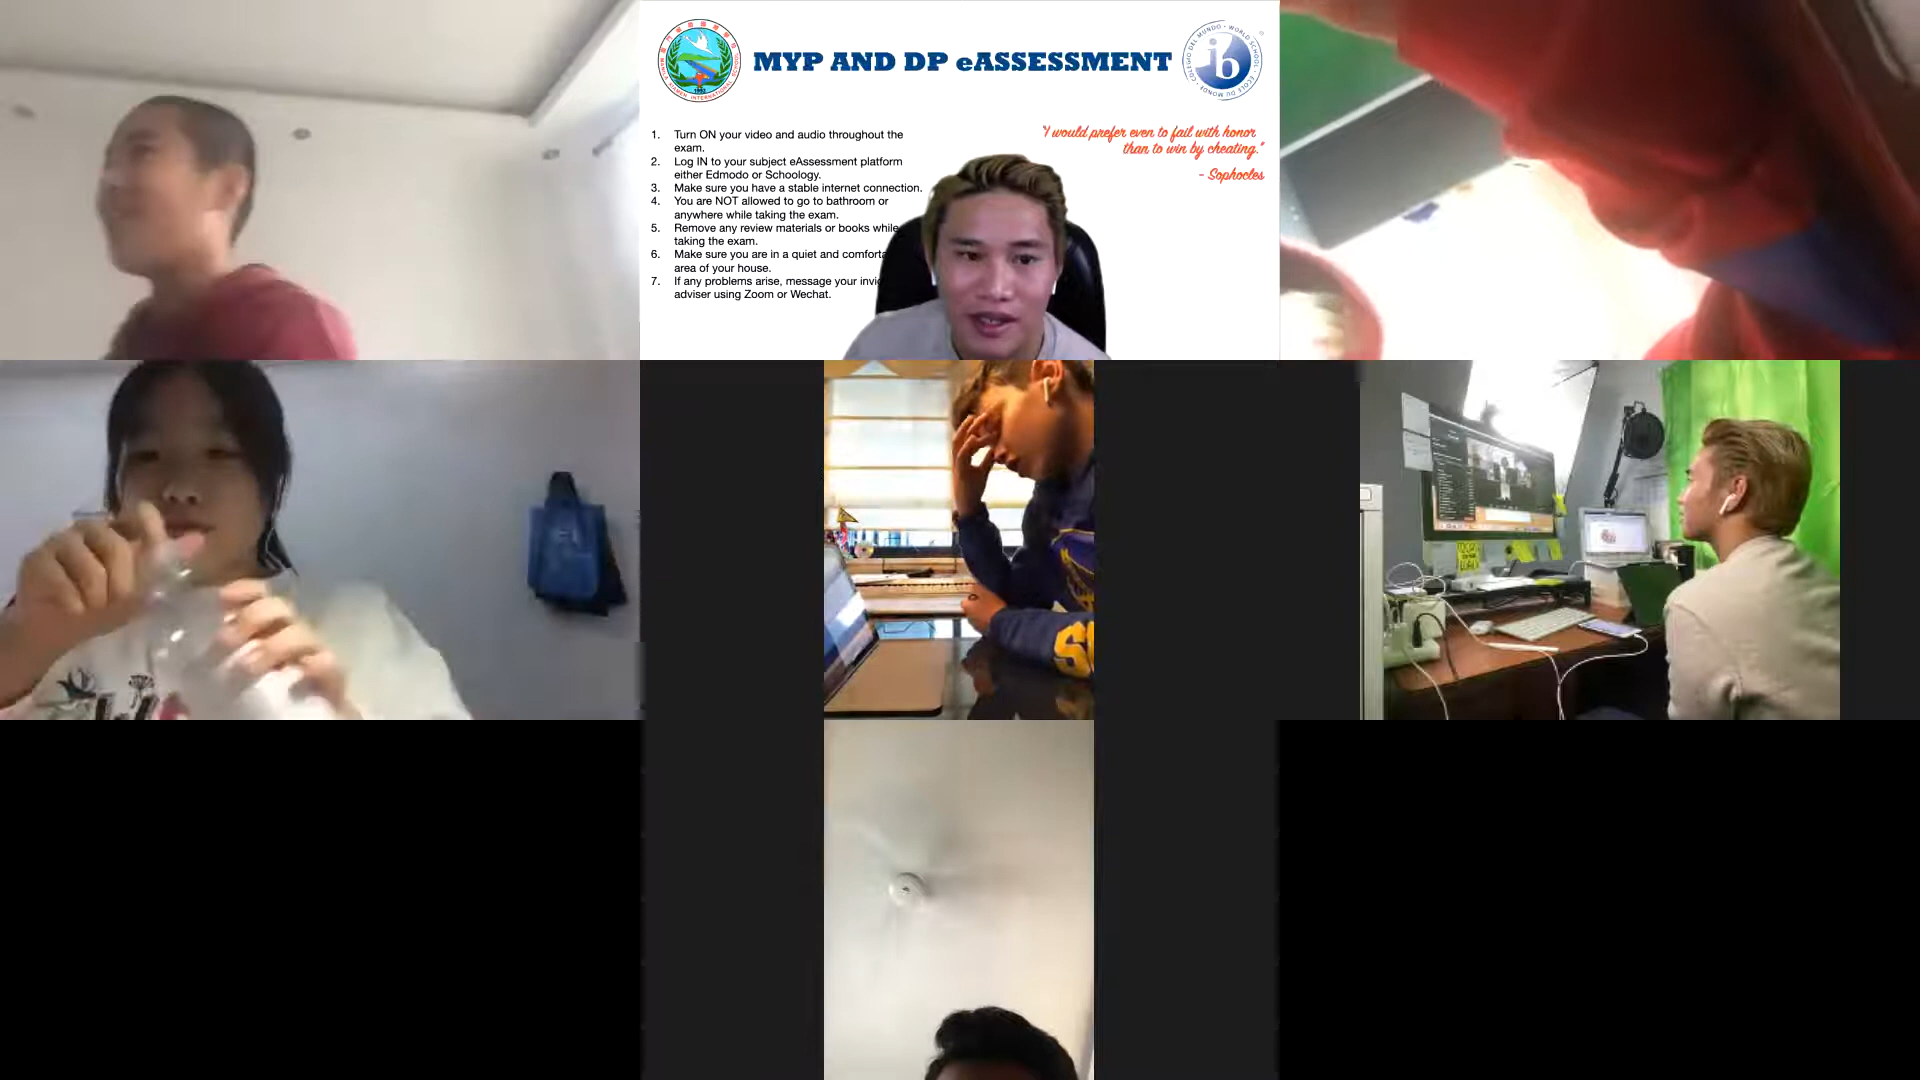 MYP AND DP eASSESSMENT
1. Turn ON your video and audio throughout the
exam.
2. Log IN to your subject eAssessment platform
either Edmodo or Schoology.
3. Make sure you have a stable internet connection.
4. You are NOT allowed to go to bathroom or
anywhere while taking the exam.
5. Remove any review materials or books while
taking the exam.
6. Make sure you are in a quiet and
area of your house.
7. If any problems arise, message your
adviser using Zoom or Wechat.
"I would prefer even to fail with honor
than to win by cheating."
- Sophocles
ib